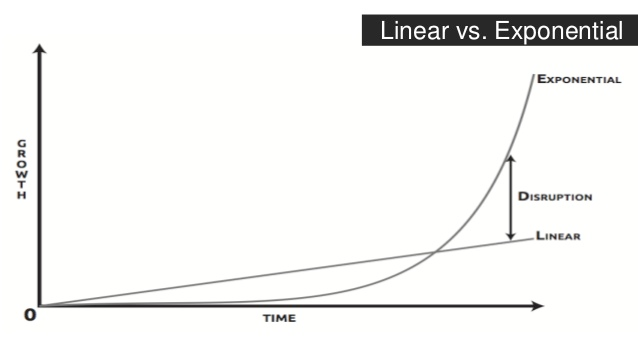 Linear vs. Exponential
EXPONENTIAL
GROWTH
DISRUPTION
LINEAR
0
TIME